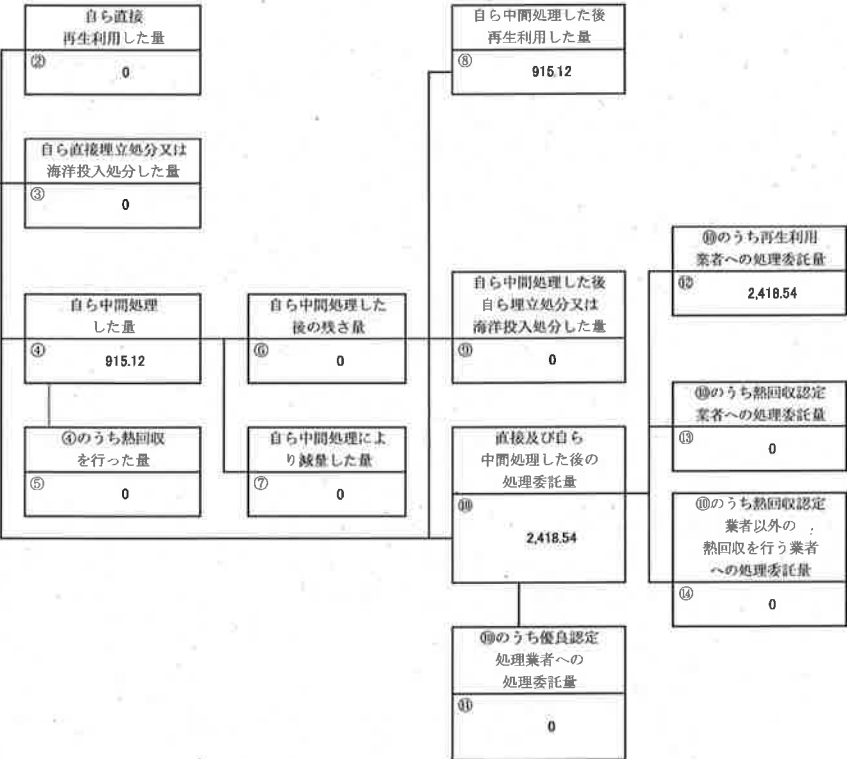 自ら直接
再生利用した量
②
0
自ら中間処理した後
再生利用した量
⑧
915.12
自ら直接埋立処分又は
海洋投入処分した量
③
0
⑩のうち再生利用
業者への処理委託量
⑫
2,418.54
自ら中間処理
した量
④
915.12
自ら中間処理した
後の残さ量
⑥
0
自ら中間処理した後
自ら埋立処分又は
海洋投入処分した量
⑨
0
⑩のうち熱回収認定
業者への処理委託量
⑬
0
④のうち熱回収
を行った量
⑤
0
自ら中間処理によ
り減量した量
⑦
0
直接及び自ら
中間処理した後の
処理委託量
⑩
2,418.54
⑩のうち熱回収認定
業者以外の
熱回収を行う業者
への処理委託量
⑭
0
⑩のうち優良認定
処理業者への
処理委託量
⑪
0